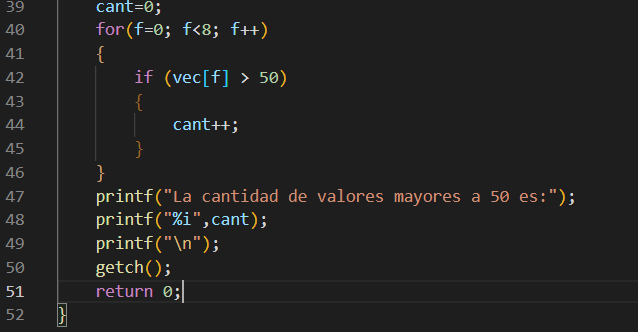 39 cant=0;
40 for(f=0; f<8; f++)
41 {
42 if (vec[f] > 50)
43 {
44 cant++;
45 }
46 }
47 printf("La cantidad de valores mayores a 50 es:");
48 printf("%i",cant);
49 printf("\n");
50 getch();
51 return 0;
52 }